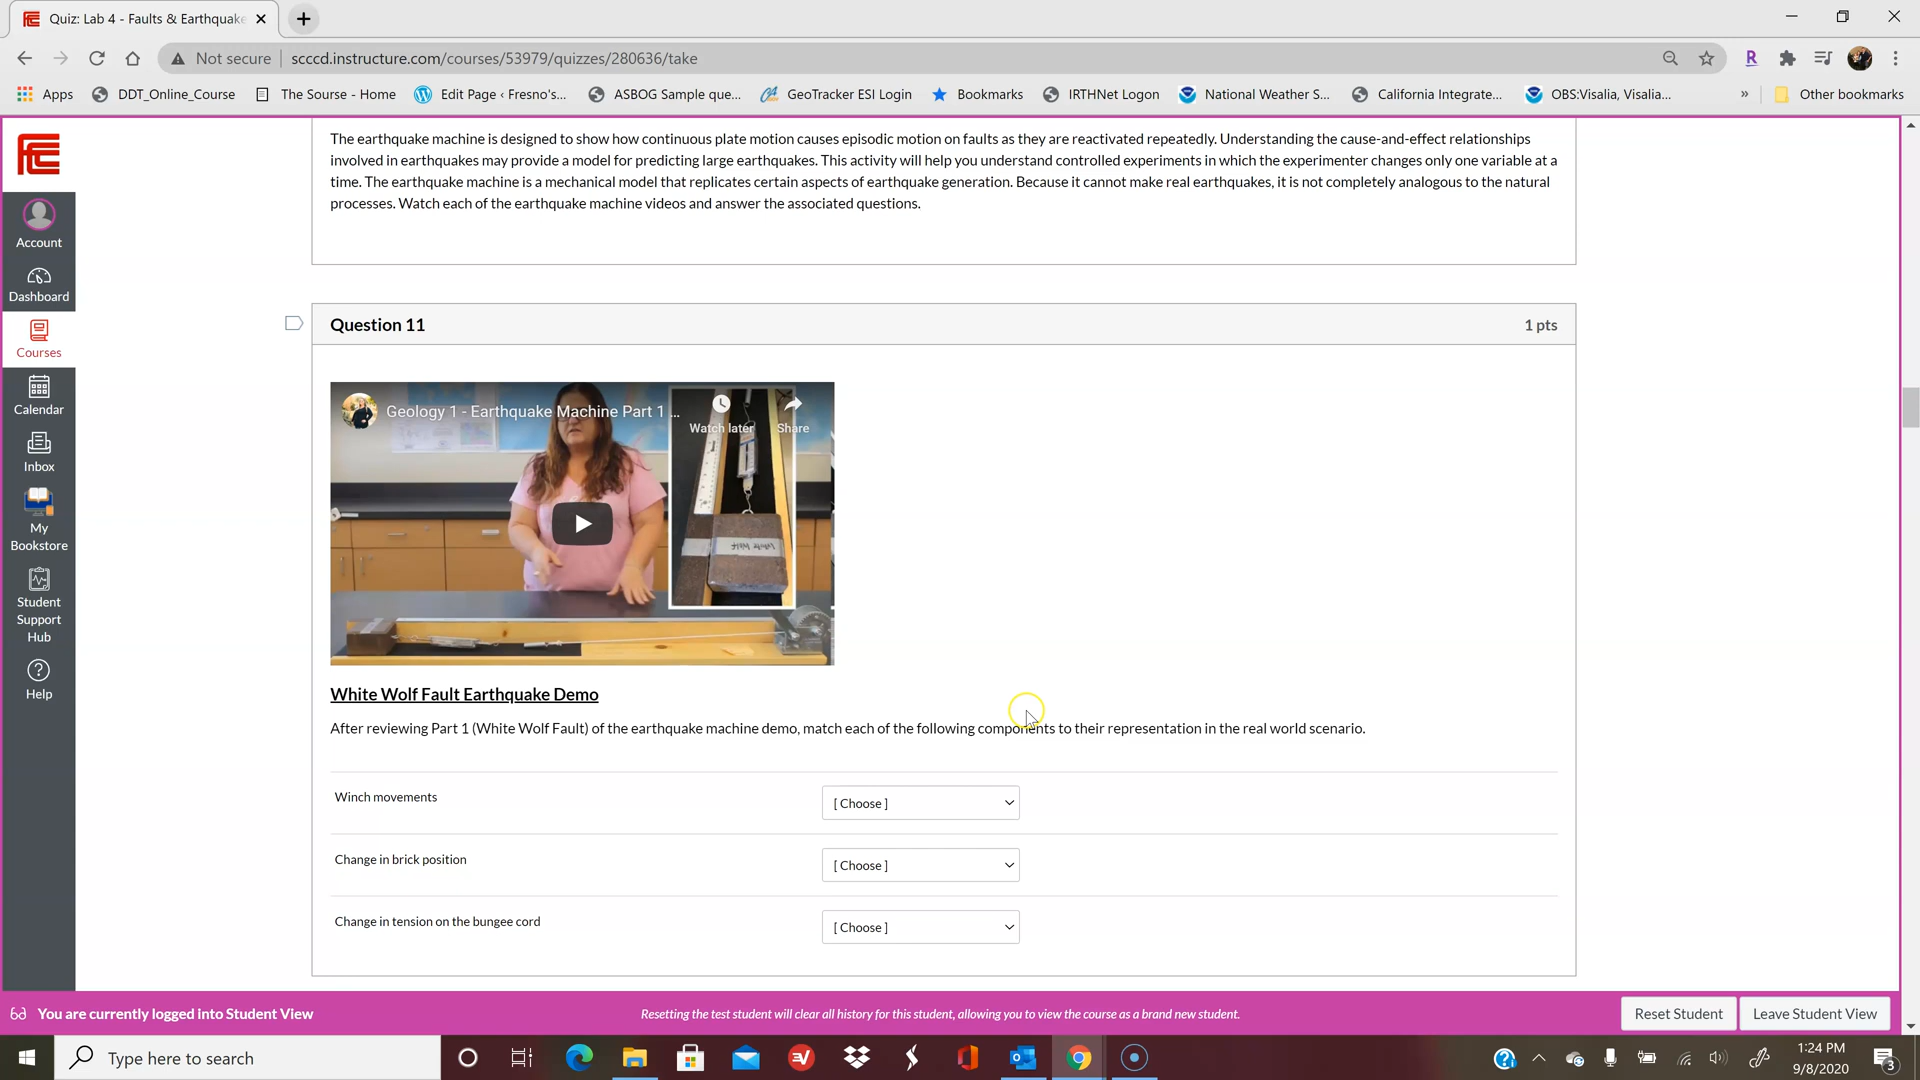 Quiz: Lab 4 - Faults & Earthquake
Not secure
scccd.instructure.com/courses/53979/quizzes/280636/take
R
Apps
DDT_Online_Course
The Sourse - Home
Edit Page ‹ Fresno's...
ASBOG Sample que...
GeoTracker ESI Login
Bookmarks
IRTHNet Logon
National Weather S...
California Integrate...
OBS:Visalia, Visalia...
»
Other bookmarks
FCC
The earthquake machine is designed to show how continuous plate motion causes episodic motion on faults as they are reactivated repeatedly. Understanding the cause-and-effect relationships
involved in earthquakes may provide a model for predicting large earthquakes. This activity will help you understand controlled experiments in which the experimenter changes only one variable at a
time. The earthquake machine is a mechanical model that replicates certain aspects of earthquake generation. Because it cannot make real earthquakes, it is not completely analogous to the natural
processes. Watch each of the earthquake machine videos and answer the associated questions.
Account
Dashboard
Courses
Calendar
Inbox
My
Bookstore
Student
Support
Hub
Help
Question 11
1 pts
Geology 1 - Earthquake Machine Part 1 ...
Watch later
Share
White Wolf
White Wolf Fault Earthquake Demo
After reviewing Part 1 (White Wolf Fault) of the earthquake machine demo, match each of the following components to their representation in the real world scenario.
Winch movements
[ Choose ]
Change in brick position
[ Choose ]
Change in tension on the bungee cord
[ Choose ]
You are currently logged into Student View
Resetting the test student will clear all history for this student, allowing you to view the course as a brand new student.
Reset Student
Leave Student View
Type here to search
1:24 PM
9/8/2020
3